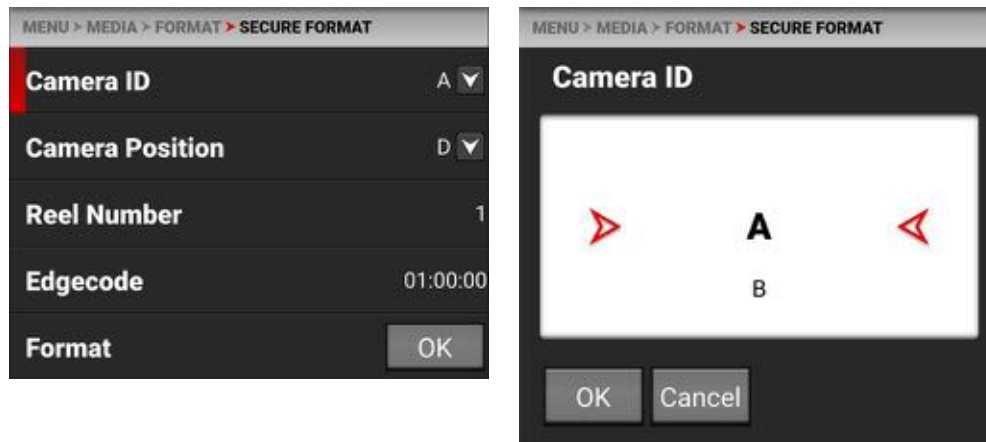 MENU > MEDIA > FORMAT > SECURE FORMAT
Camera ID A
Camera Position D
Reel Number 1
Edgecode 01:00:00
Format OK
MENU > MEDIA > FORMAT > SECURE FORMAT
Camera ID
A
B
OK Cancel